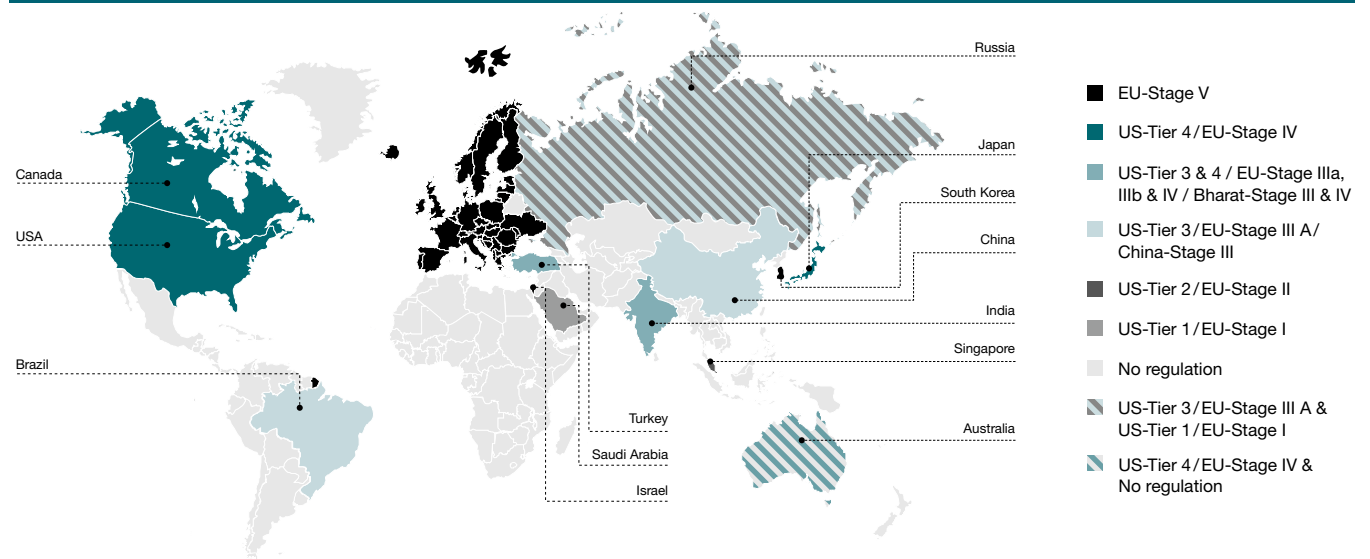 Russia
Japan
Canada
South Korea
USA
China
India
Singapore
Brazil
Turkey
Australia
Saudi Arabia
Israel
EU-Stage V
US-Tier 4/EU-Stage IV
US-Tier 3 & 4 / EU-Stage IIIa,
IIIb & IV / Bharat-Stage III & IV
US-Tier 3/EU-Stage III A/
China-Stage III
US-Tier 2/EU-Stage II
US-Tier 1/EU-Stage I
No regulation
US-Tier 3/EU-Stage III A &
US-Tier 1/EU-Stage I
US-Tier 4/EU-Stage IV &
No regulation